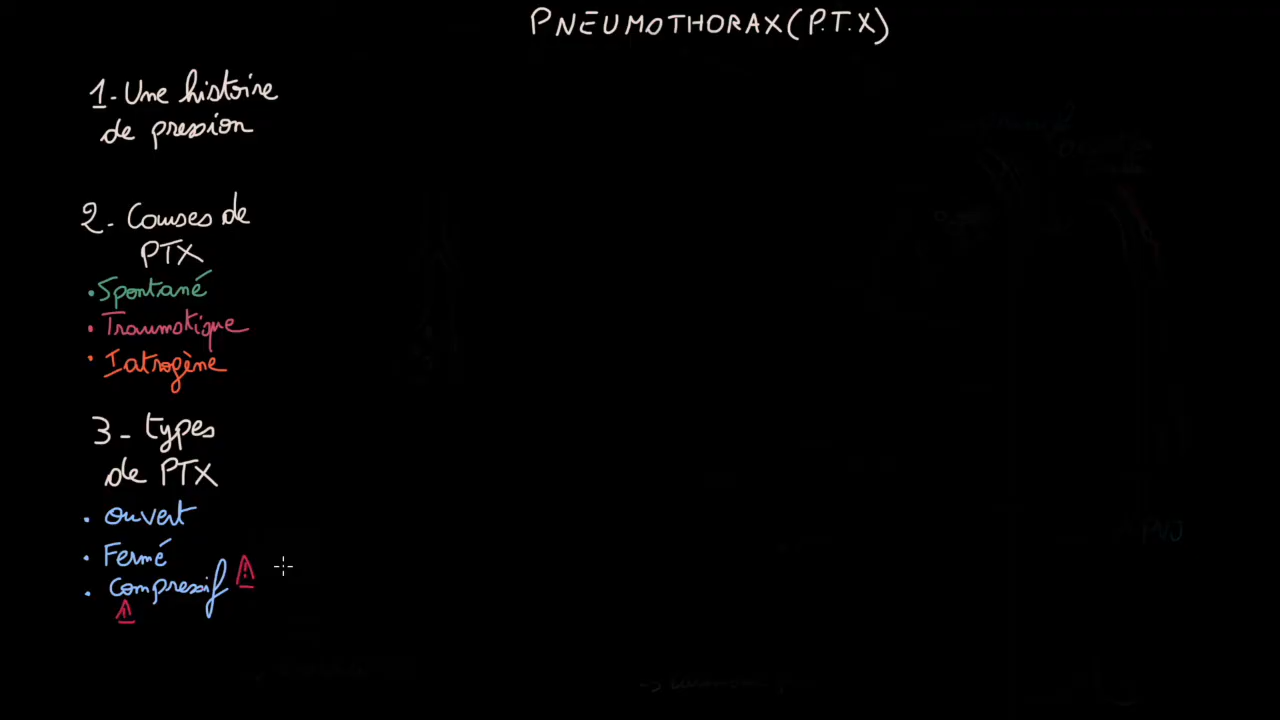 PNEUMOTHORAX (P.T.X)
1. Une histoire
de pression
2. Causes de
PTX
• Spontané
• Traumatique
• Iatrogène
3 - types
de PTX
• Ouvert
• Fermé
• Compressif